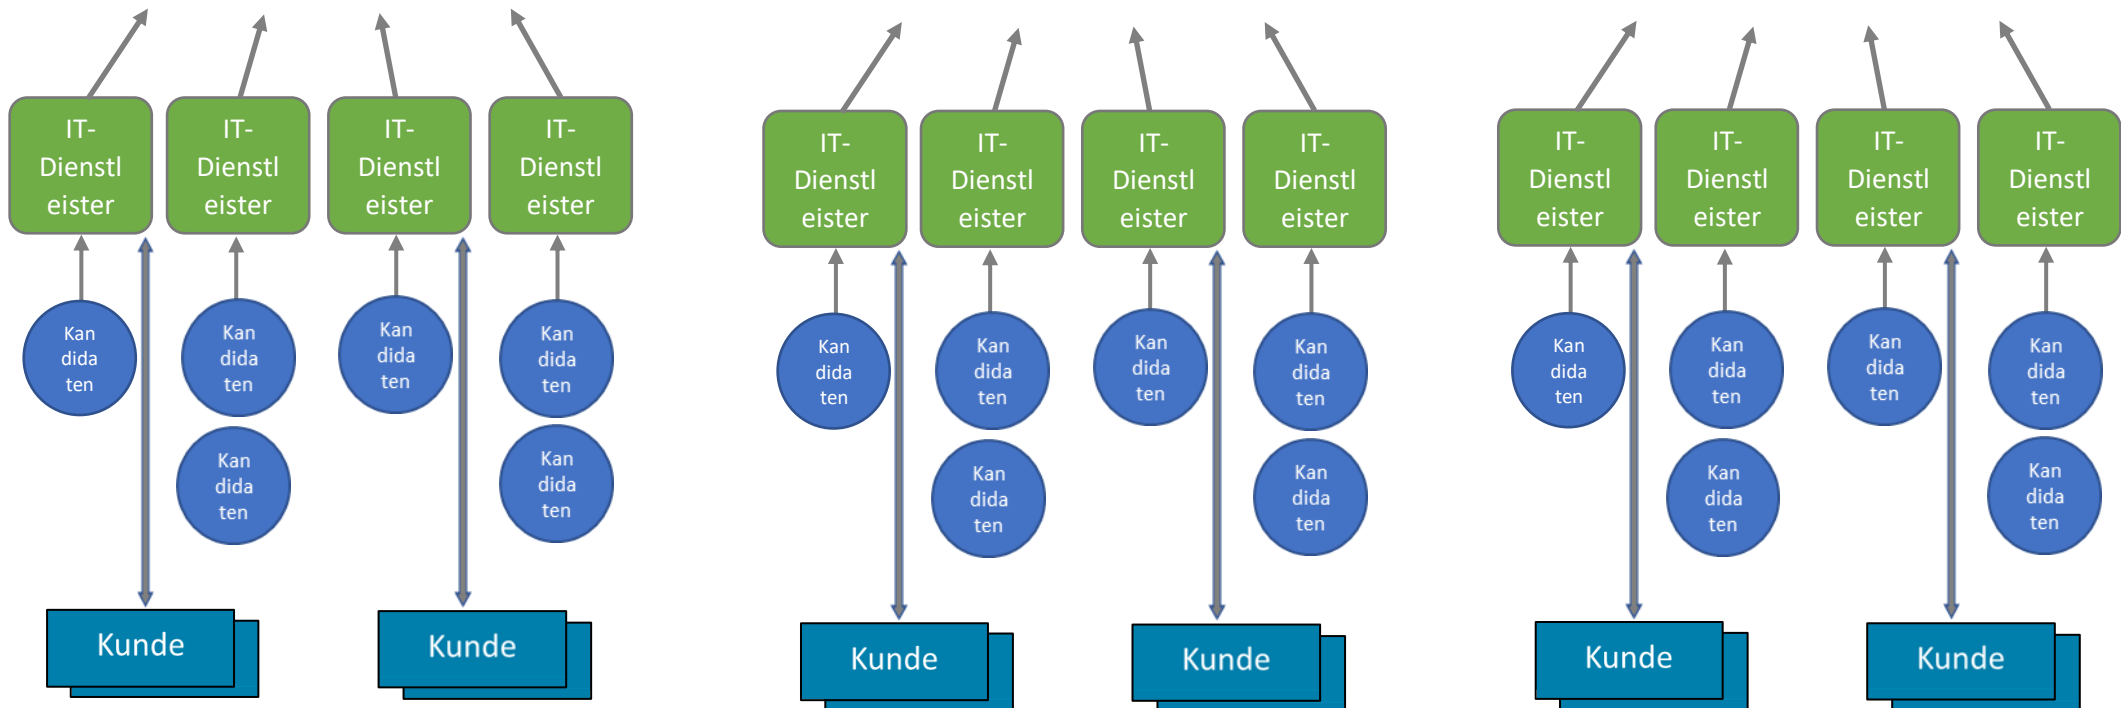 IT-
Dienstl
eister
IT-
Dienstl
eister
IT-
Dienstl
eister
IT-
Dienstl
eister
Kan
dida
ten
Kan
dida
ten
Kan
dida
ten
Kan
dida
ten
Kan
dida
ten
Kan
dida
ten
Kunde
Kunde
IT-
Dienstl
eister
IT-
Dienstl
eister
IT-
Dienstl
eister
IT-
Dienstl
eister
Kan
dida
ten
Kan
dida
ten
Kan
dida
ten
Kan
dida
ten
Kan
dida
ten
Kan
dida
ten
Kunde
Kunde
IT-
Dienstl
eister
IT-
Dienstl
eister
IT-
Dienstl
eister
IT-
Dienstl
eister
Kan
dida
ten
Kan
dida
ten
Kan
dida
ten
Kan
dida
ten
Kan
dida
ten
Kan
dida
ten
Kunde
Kunde